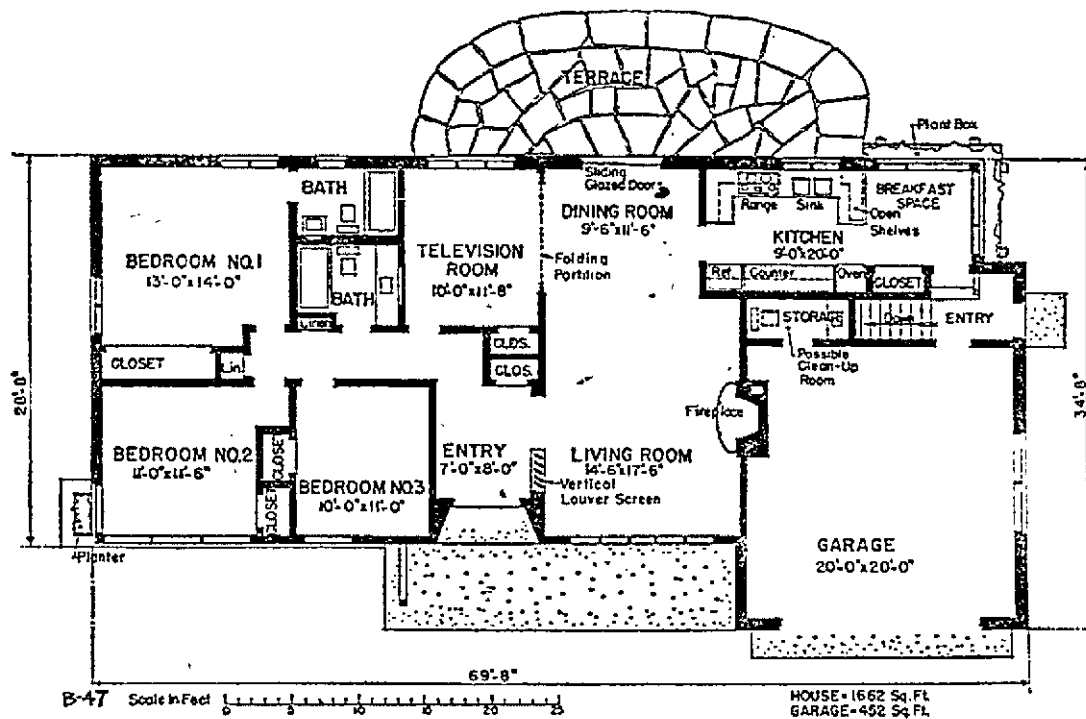 TERRACE
Plant Box
Sliding
Glazed Doors
BATH
DINING ROOM
9'-6"x11'-6"
Range
Sink
BREAKFAST
SPACE
Open
Shelves
KITCHEN
9'-0"x20'-0"
TELEVISION
ROOM
10'-0"x11'-8"
Folding
Partition
BEDROOM NO.1
13'-0"x14'-0"
BATH
Linen
Ref.
Counter
Oven
CLOSET
STORAGE
Down
ENTRY
Possible
Clean-Up
Room
CLOS.
CLOS.
CLOSET
Lin.
28'-0"
34'-8"
Fireplace
BEDROOM NO.2
11'-0"x11'-6"
CLOSET
CLOSET
BEDROOM NO.3
10'-0"x11'-0"
ENTRY
7'-0"x8'-0"
LIVING ROOM
14'-6"x17'-6"
Vertical
Louver Screen
GARAGE
20'-0"x20'-0"
Planter
69'-8"
B-47
Scale In Feet
0 5 10 15 20 25
HOUSE=1662 Sq. Ft.
GARAGE=452 Sq. Ft.